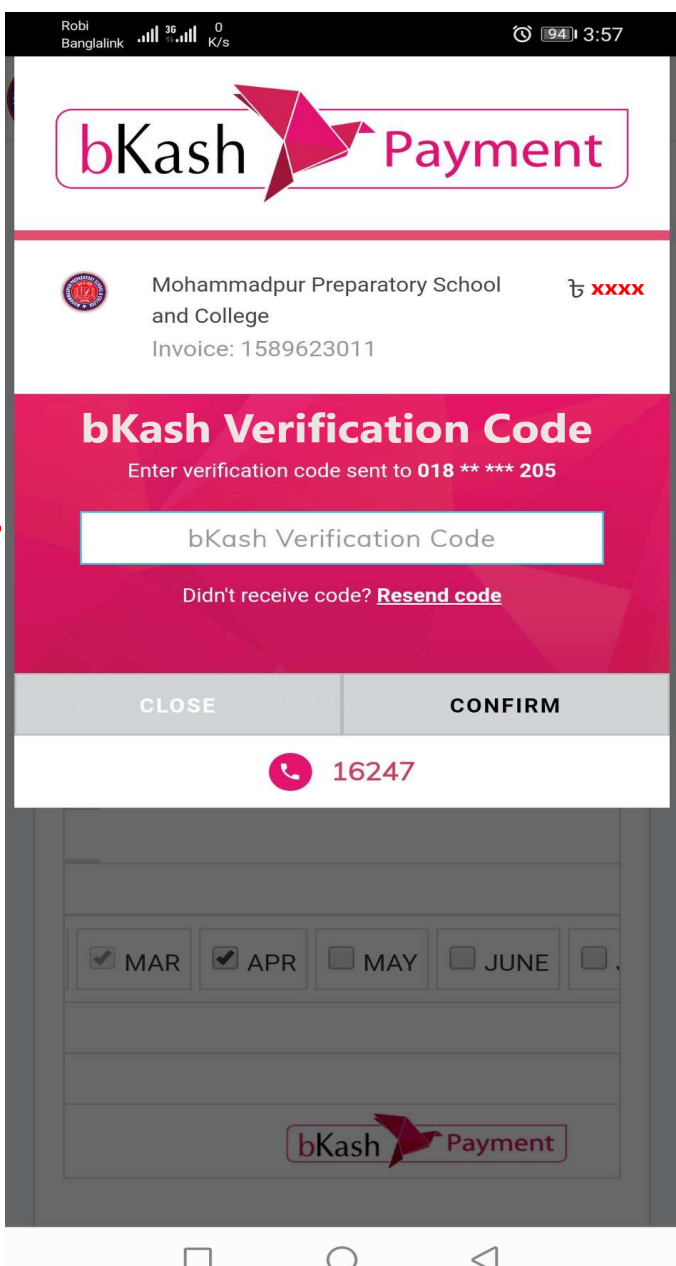 Robi
Banglalink 36 0 K/s 94 3:57
bKash Payment
Mohammadpur Preparatory School
and College
৳ xxxx
Invoice: 1589623011
bKash Verification Code
Enter verification code sent to 018 ** *** 205
bKash Verification Code
Didn't receive code? Resend code
CLOSE CONFIRM
16247
MAR APR MAY JUNE
bKash Payment